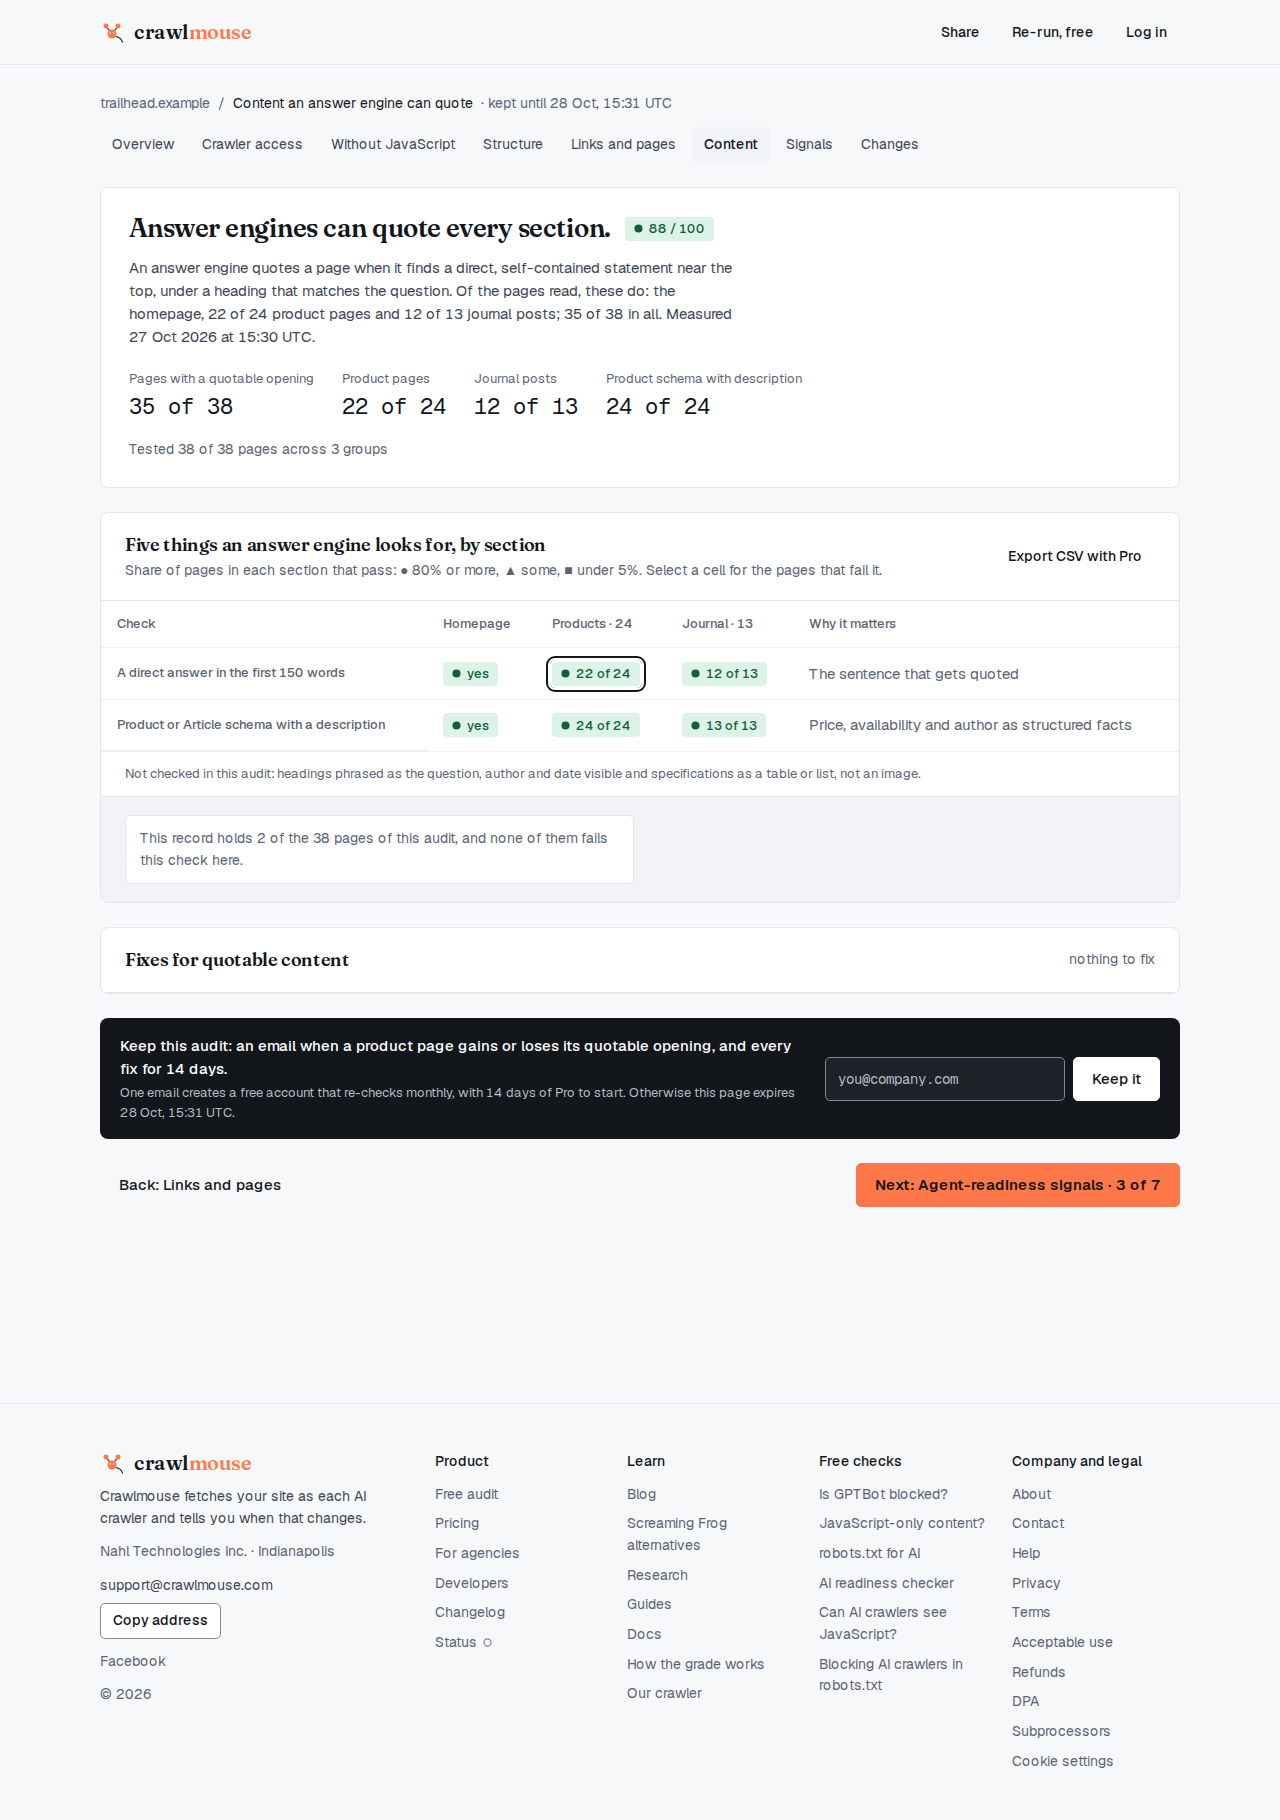 crawlmouse
Share
Re-run, free
Log in
trailhead.example / Content an answer engine can quote · kept until 28 Oct, 15:31 UTC
Overview
Crawler access
Without JavaScript
Structure
Links and pages
Content
Signals
Changes
Answer engines can quote every section.
● 88 / 100
An answer engine quotes a page when it finds a direct, self-contained statement near the
top, under a heading that matches the question. Of the pages read, these do: the
homepage, 22 of 24 product pages and 12 of 13 journal posts; 35 of 38 in all. Measured
27 Oct 2026 at 15:30 UTC.
Pages with a quotable opening
35 of 38
Product pages
22 of 24
Journal posts
12 of 13
Product schema with description
24 of 24
Tested 38 of 38 pages across 3 groups
Five things an answer engine looks for, by section
Share of pages in each section that pass: ● 80% or more, ▲ some, ■ under 5%. Select a cell for the pages that fail it.
Export CSV with Pro
Check
Homepage
Products · 24
Journal · 13
Why it matters
A direct answer in the first 150 words
● yes
● 22 of 24
● 12 of 13
The sentence that gets quoted
Product or Article schema with a description
● yes
● 24 of 24
● 13 of 13
Price, availability and author as structured facts
Not checked in this audit: headings phrased as the question, author and date visible and specifications as a table or list, not an image.
This record holds 2 of the 38 pages of this audit, and none of them fails
this check here.
Fixes for quotable content
nothing to fix
Keep this audit: an email when a product page gains or loses its quotable opening, and every
fix for 14 days.
One email creates a free account that re-checks monthly, with 14 days of Pro to start. Otherwise this page expires
28 Oct, 15:31 UTC.
you@company.com
Keep it
Back: Links and pages
Next: Agent-readiness signals · 3 of 7
crawlmouse
Crawlmouse fetches your site as each AI
crawler and tells you when that changes.
Nahl Technologies Inc. · Indianapolis
support@crawlmouse.com
Copy address
Facebook
© 2026
Product
Free audit
Pricing
For agencies
Developers
Changelog
Status
Learn
Blog
Screaming Frog
alternatives
Research
Guides
Docs
How the grade works
Our crawler
Free checks
Is GPTBot blocked?
JavaScript-only content?
robots.txt for AI
AI readiness checker
Can AI crawlers see
JavaScript?
Blocking AI crawlers in
robots.txt
Company and legal
About
Contact
Help
Privacy
Terms
Acceptable use
Refunds
DPA
Subprocessors
Cookie settings